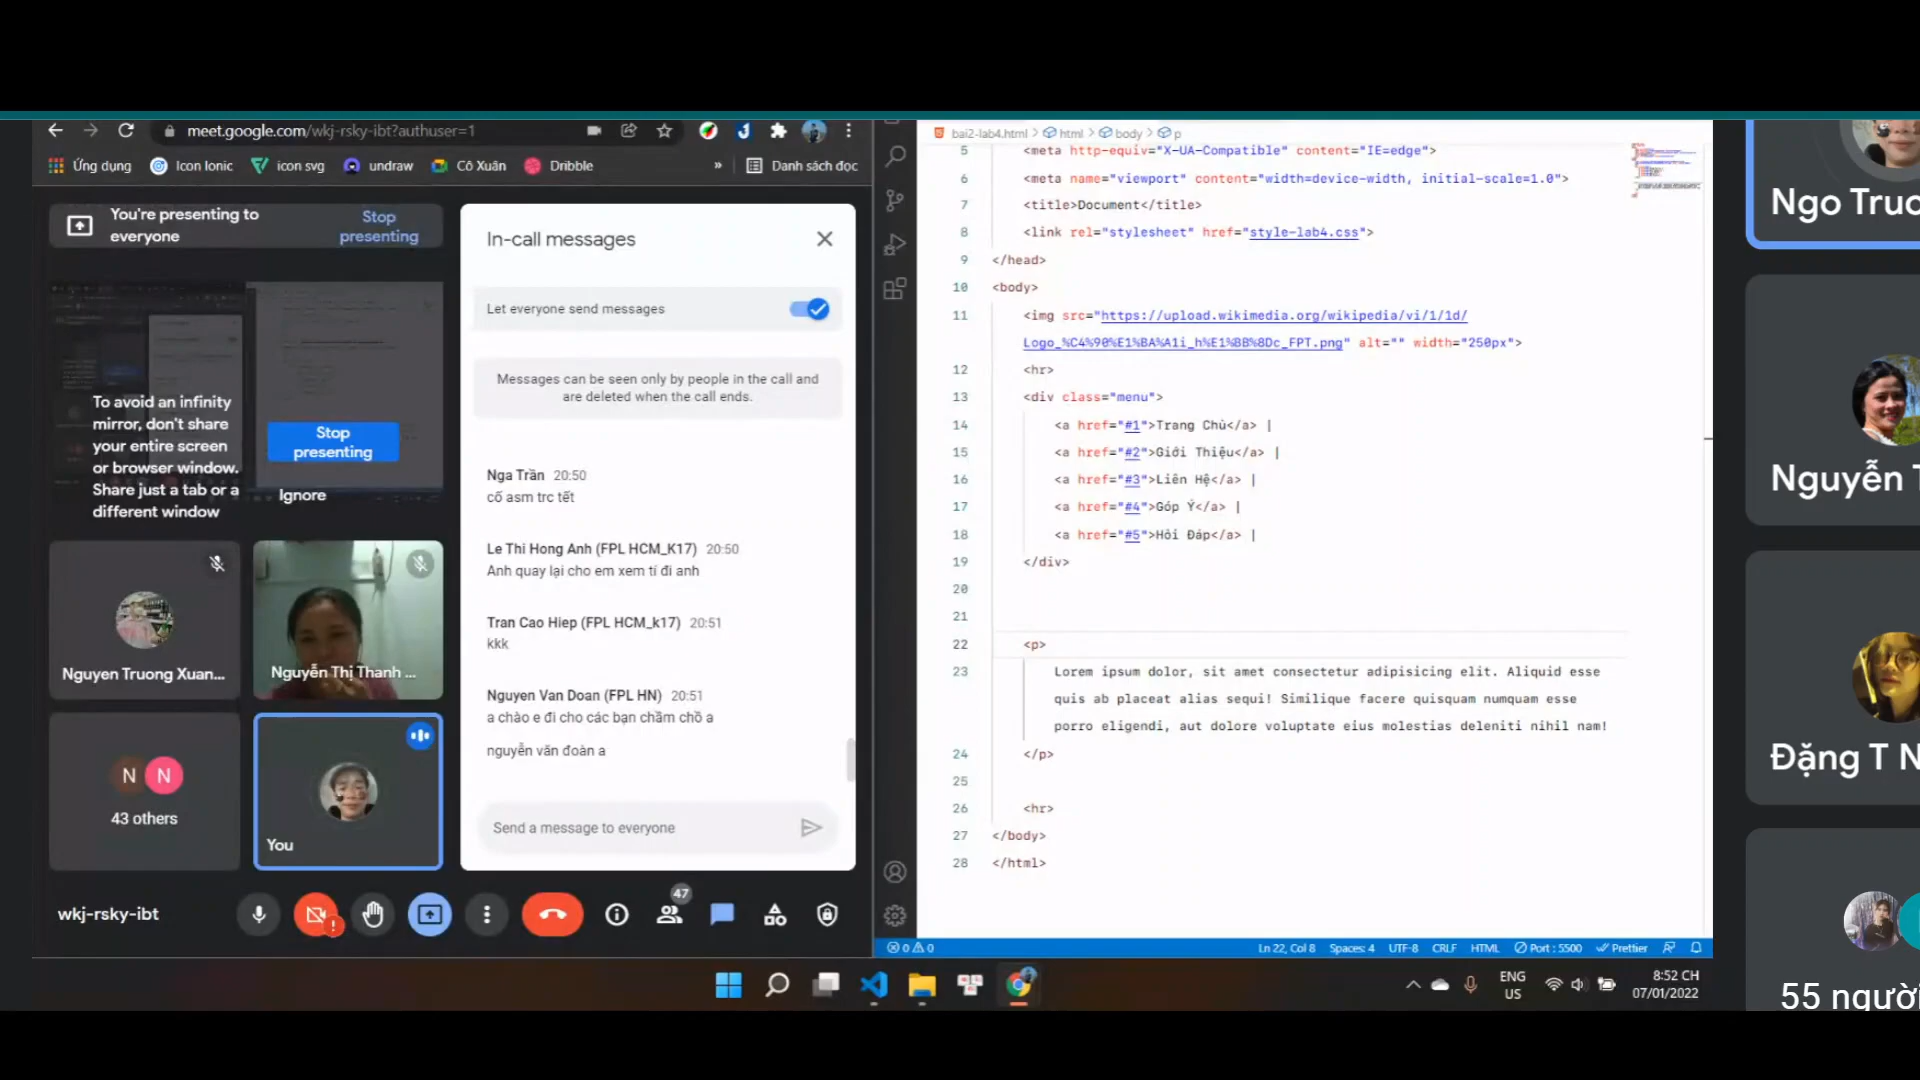 meet.google.com/wkj-rsky-ibt?authuser=1
Ứng dụng
Icon Ionic
icon svg
undraw
Cô Xuân
Dribble
»
Danh sách đọc
You're presenting to
everyone
Stop
presenting
To avoid an infinity
mirror, don't share
your entire screen
or browser window.
Share just a tab or a
different window
Stop
presenting
Ignore
Nguyen Truong Xuan...
Nguyễn Thị Thanh ...
N N
43 others
You
In-call messages
Let everyone send messages
Messages can be seen only by people in the call and
are deleted when the call ends.
Nga Trần 20:50
cố asm trc tết
Le Thi Hong Anh (FPL HCM_K17) 20:50
Anh quay lại cho em xem tí đi anh
Tran Cao Hiep (FPL HCM_k17) 20:51
kkk
Nguyen Van Doan (FPL HN) 20:51
a chào e đi cho các bạn chầm chồ a
nguyễn văn đoàn a
Send a message to everyone
wkj-rsky-ibt
47
bai2-lab4.html > html > body > p
5 <meta http-equiv="X-UA-Compatible" content="IE=edge">
6 <meta name="viewport" content="width=device-width, initial-scale=1.0">
7 <title>Document</title>
8 <link rel="stylesheet" href="style-lab4.css">
9 </head>
10 <body>
11 <img src="https://upload.wikimedia.org/wikipedia/vi/1/1d/
Logo_%C4%90%E1%BA%A1i_h%E1%BB%8Dc_FPT.png" alt="" width="250px">
12 <hr>
13 <div class="menu">
14 <a href="#1">Trang Chủ</a> |
15 <a href="#2">Giới Thiệu</a> |
16 <a href="#3">Liên Hệ</a> |
17 <a href="#4">Góp Ý</a> |
18 <a href="#5">Hỏi Đáp</a> |
19 </div>
20
21
22 <p>
23 Lorem ipsum dolor, sit amet consectetur adipisicing elit. Aliquid esse
quis ab placeat alias sequi! Similique facere quisquam numquam esse
porro eligendi, aut dolore voluptate eius molestias deleniti nihil nam!
24 </p>
25
26 <hr>
27 </body>
28 </html>
0 0
Ln 22, Col 8 Spaces: 4 UTF-8 CRLF HTML Port : 5500 Prettier
ENG
US
8:52 CH
07/01/2022
Ngo Truo
Nguyễn T
Đặng T N
55 người